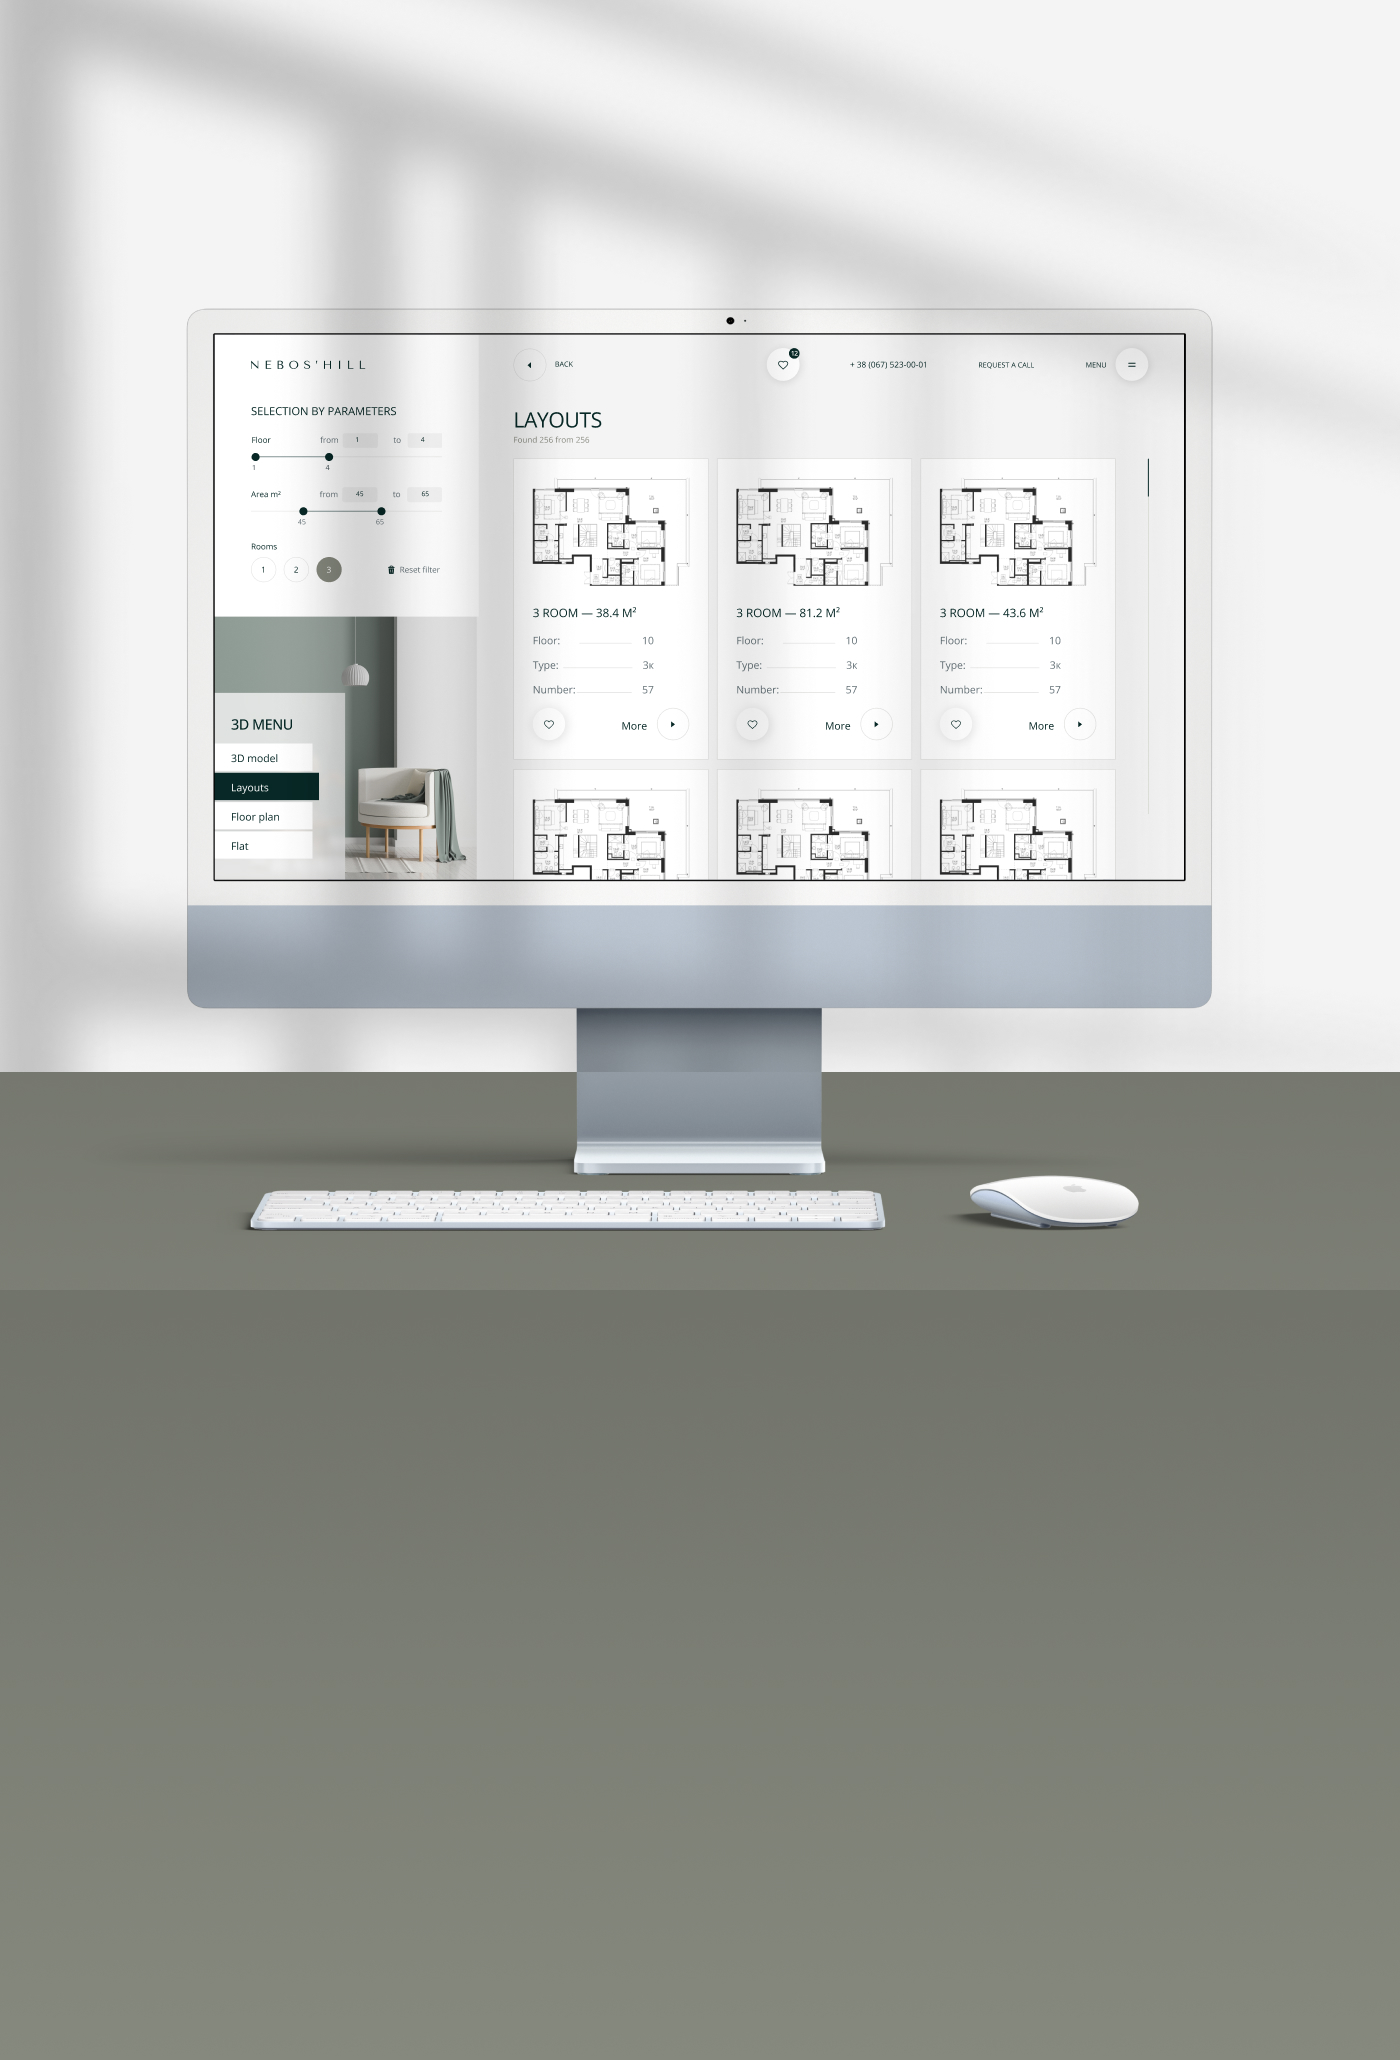 NEBOS'HILL
SELECTION BY PARAMETERS
Floor from 1 to 4
1 4
Area m² from 45 to 65
45 65
Rooms
1 2 3 Reset filter
3D MENU
3D model
Layouts
Floor plan
Flat
BACK 12 + 38 (067) 523-00-01 REQUEST A CALL MENU
LAYOUTS
Found 256 from 256
3 ROOM — 38.4 M²
Floor: 10
Type: 3к
Number: 57
More
3 ROOM — 81.2 M²
Floor: 10
Type: 3к
Number: 57
More
3 ROOM — 43.6 M²
Floor: 10
Type: 3к
Number: 57
More